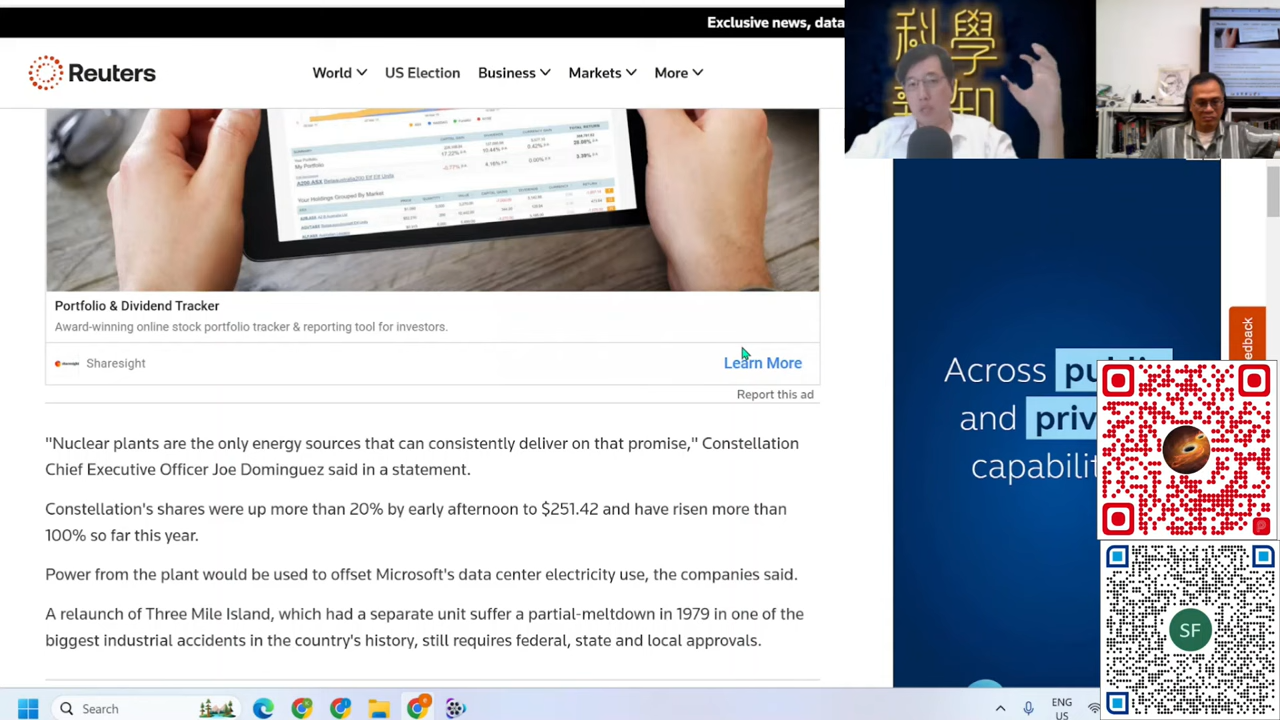 Exclusive news, data
Reuters
World
US Election
Business
Markets
More
科學
Portfolio & Dividend Tracker
Award-winning online stock portfolio tracker & reporting tool for investors.
Sharesight
Learn More
Report this ad
"Nuclear plants are the only energy sources that can consistently deliver on that promise," Constellation
Chief Executive Officer Joe Dominguez said in a statement.
Constellation's shares were up more than 20% by early afternoon to $251.42 and have risen more than
100% so far this year.
Power from the plant would be used to offset Microsoft's data center electricity use, the companies said.
A relaunch of Three Mile Island, which had a separate unit suffer a partial-meltdown in 1979 in one of the
biggest industrial accidents in the country's history, still requires federal, state and local approvals.
Across
and
SF
Search
ENG
US